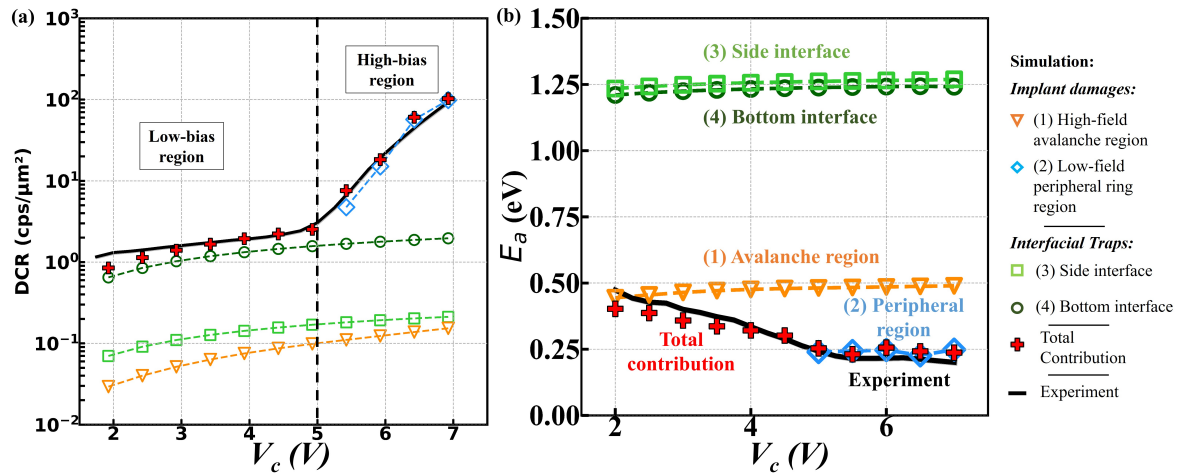 (a)
10³
10²
10¹
10⁰
10⁻¹
10⁻²
DCR (cps/μm²)
Low-bias
region
High-bias
region
2 3 4 5 6 7
V_c (V)
(b)
1.50
1.25
1.00
0.75
0.50
0.25
0.00
E_a (eV)
(3) Side interface
(4) Bottom interface
(1) Avalanche region
(2) Peripheral
region
Total
contribution
Experiment
2 4 6
V_c (V)
Simulation:
Implant damages:
(1) High-field
avalanche region
(2) Low-field
peripheral ring
region
Interfacial Traps:
(3) Side interface
(4) Bottom interface
Total
Contribution
Experiment